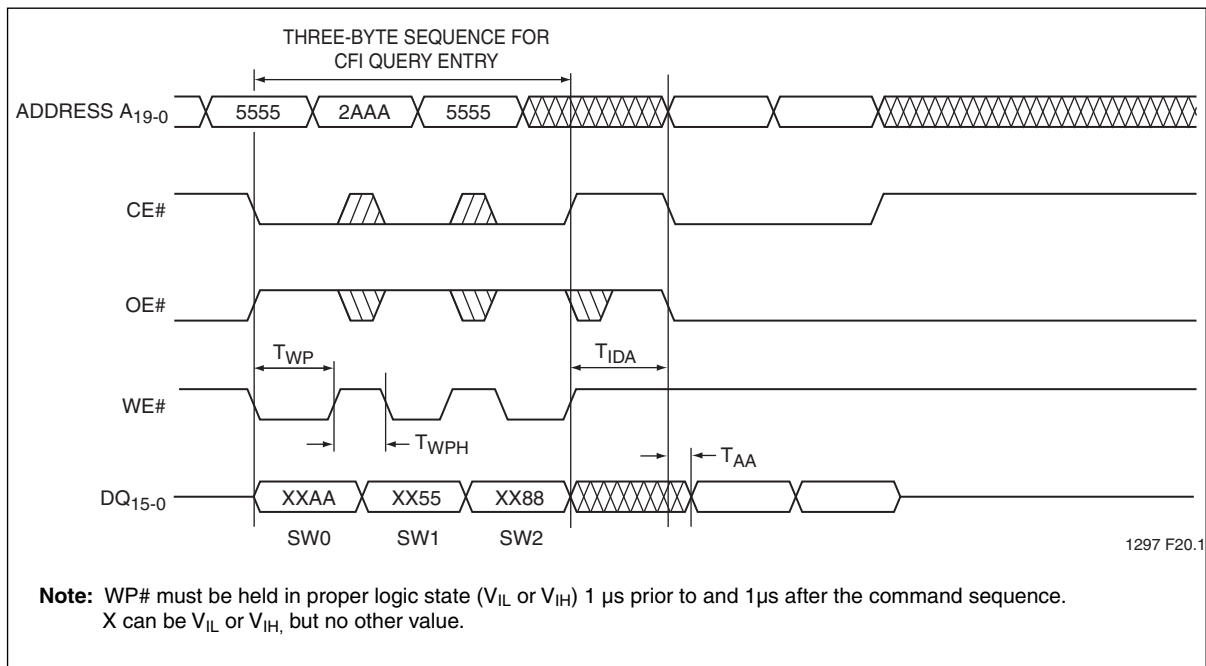 THREE-BYTE SEQUENCE FOR
CFI QUERY ENTRY
ADDRESS A19-0
5555 2AAA 5555
CE#
OE#
TWP TIDA
WE#
TWPH
TAA
DQ15-0
XXAA XX55 XX88
SW0 SW1 SW2
1297 F20.1
Note: WP# must be held in proper logic state (VIL or VIH) 1 µs prior to and 1µs after the command sequence.
X can be VIL or VIH, but no other value.